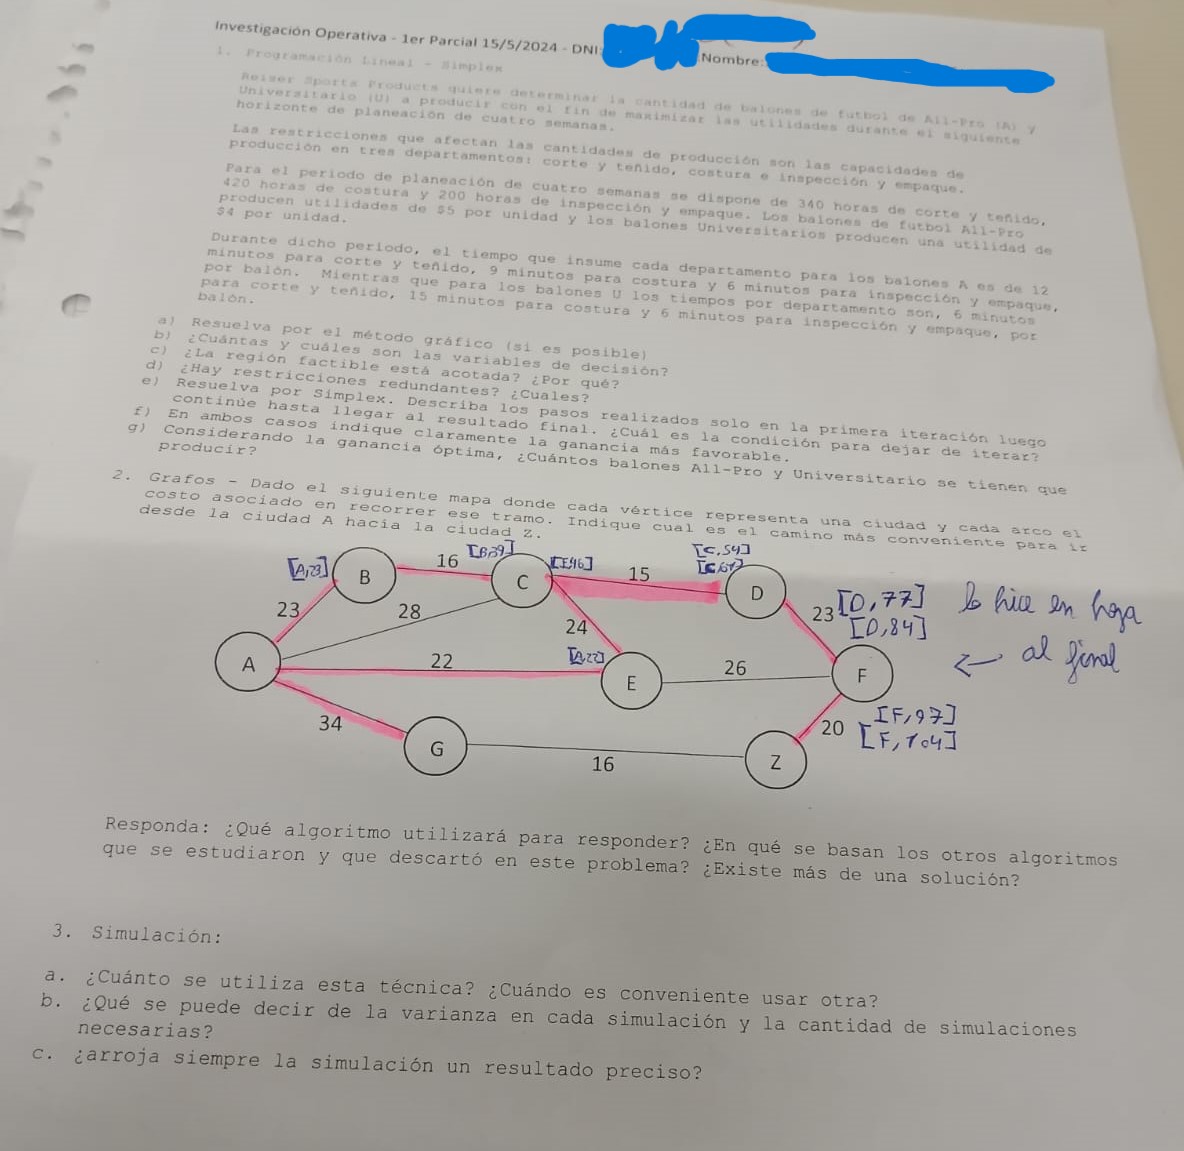 Investigación Operativa - 1er Parcial 15/5/2024 - DNI:
Nombre:
1. Programación Lineal - Simplex
Reiser Sports Products quiere determinar la cantidad de balones de futbol de All-Pro (A) y
Universitario (U) a producir con el fin de maximizar las utilidades durante el siguiente
horizonte de planeación de cuatro semanas.
Las restricciones que afectan las cantidades de producción son las capacidades de
producción en tres departamentos: corte y teñido, costura e inspección y empaque.
Para el periodo de planeación de cuatro semanas se dispone de 340 horas de corte y teñido,
420 horas de costura y 200 horas de inspección y empaque. Los balones de futbol All-Pro
producen utilidades de $5 por unidad y los balones Universitarios producen una utilidad de
$4 por unidad.
Durante dicho periodo, el tiempo que insume cada departamento para los balones A es de 12
minutos para corte y teñido, 9 minutos para costura y 6 minutos para inspección y empaque,
por balón. Mientras que para los balones U los tiempos por departamento son, 6 minutos
para corte y teñido, 15 minutos para costura y 6 minutos para inspección y empaque, por
balón.
a) Resuelva por el método gráfico (si es posible)
b) ¿Cuántas y cuáles son las variables de decisión?
c) ¿La región factible está acotada? ¿Por qué?
d) ¿Hay restricciones redundantes? ¿Cuales?
e) Resuelva por Simplex. Describa los pasos realizados solo en la primera iteración luego
continúe hasta llegar al resultado final. ¿Cuál es la condición para dejar de iterar?
f) En ambos casos indique claramente la ganancia más favorable.
g) Considerando la ganancia óptima, ¿Cuántos balones All-Pro y Universitario se tienen que
producir?
2. Grafos - Dado el siguiente mapa donde cada vértice representa una ciudad y cada arco el
costo asociado en recorrer ese tramo. Indique cual es el camino más conveniente para ir
desde la ciudad A hacia la ciudad Z.
[A,23] B 16 [B,39] C [E,46] 15 [C,54]
[C,61] D
23 28 24 23 [D,77] lo hice en hoja
[D,84] al final
A 22 [A,22] E 26 F
34 G 16 Z 20 [F,97]
[F,104]
Responda: ¿Qué algoritmo utilizará para responder? ¿En qué se basan los otros algoritmos
que se estudiaron y que descartó en este problema? ¿Existe más de una solución?
3. Simulación:
a. ¿Cuánto se utiliza esta técnica? ¿Cuándo es conveniente usar otra?
b. ¿Qué se puede decir de la varianza en cada simulación y la cantidad de simulaciones
necesarias?
c. ¿arroja siempre la simulación un resultado preciso?